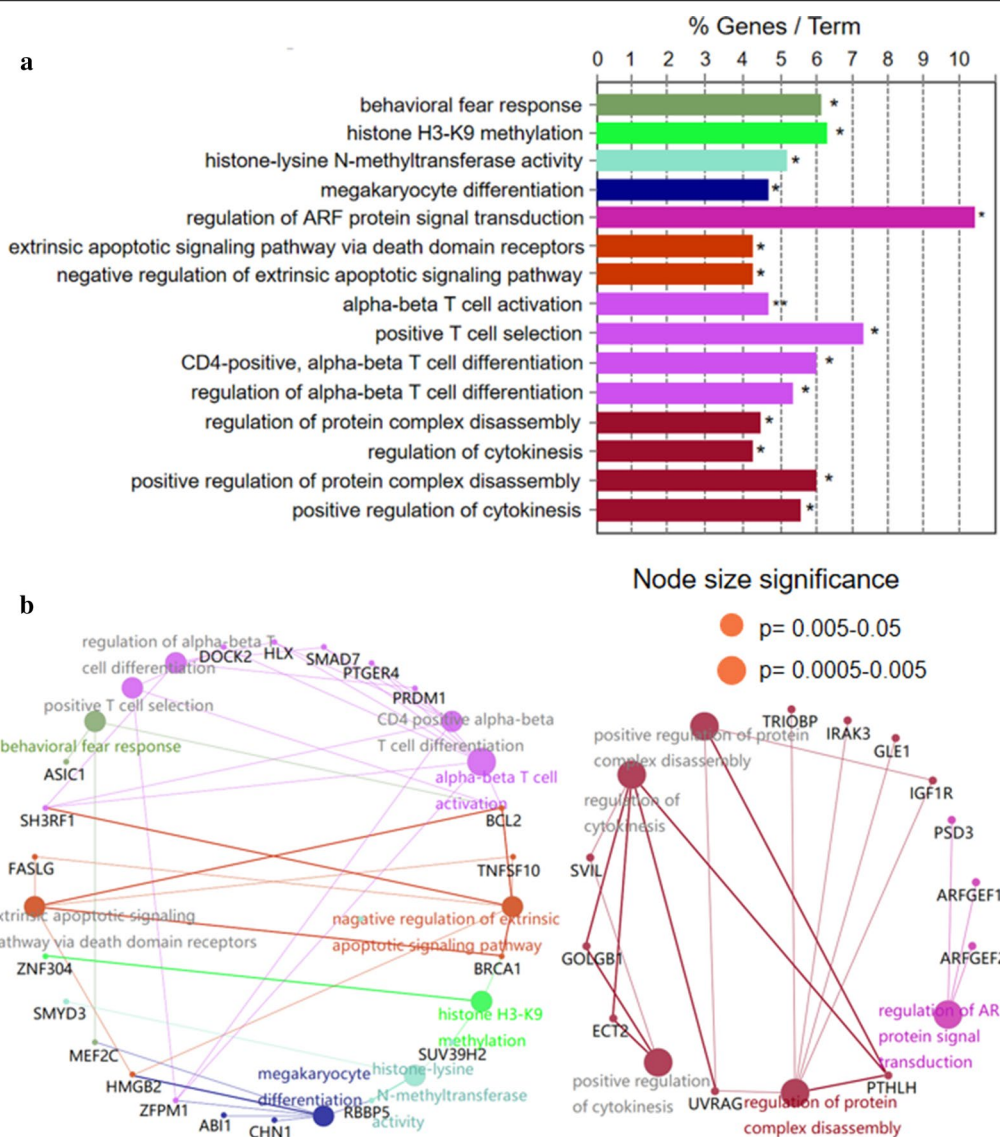 % Genes / Term
a
0 1 2 3 4 5 6 7 8 9 10
behavioral fear response *
histone H3-K9 methylation *
histone-lysine N-methyltransferase activity *
megakaryocyte differentiation *
regulation of ARF protein signal transduction *
extrinsic apoptotic signaling pathway via death domain receptors *
negative regulation of extrinsic apoptotic signaling pathway *
alpha-beta T cell activation **
positive T cell selection *
CD4-positive, alpha-beta T cell differentiation *
regulation of alpha-beta T cell differentiation *
regulation of protein complex disassembly *
regulation of cytokinesis *
positive regulation of protein complex disassembly *
positive regulation of cytokinesis *
b
Node size significance
p= 0.005-0.05
p= 0.0005-0.005
regulation of alpha-beta T
cell differentiation
DOCK2
HLX
SMAD7
PTGER4
PRDM1
positive T cell selection
CD4 positive alpha-beta
T cell differentiation
behavioral fear response
ASIC1
alpha-beta T cell
activation
SH3RF1
BCL2
FASLG
TNFSF10
xtrinsic apoptotic signaling
athway via death domain receptors
nagative regulation of extrinsic
apoptotic signaling pathway
ZNF304
BRCA1
SMYD3
histone H3-K9
methylation
MEF2C
SUV39H2
HMGB2
megakaryocyte
differentiation
histone-lysine
N-methyltransferase
activity
ZFPM1
ABI1
CHN1
RBBP5
positive regulation of protein
complex disassembly
TRIOBP
IRAK3
GLE1
IGF1R
regulation of
cytokinesis
PSD3
SVIL
ARFGEF1
GOLGB1
ARFGEF2
ECT2
regulation of AR
protein signal
transduction
positive regulation
of cytokinesis
UVRAG
PTHLH
regulation of protein
complex disassembly